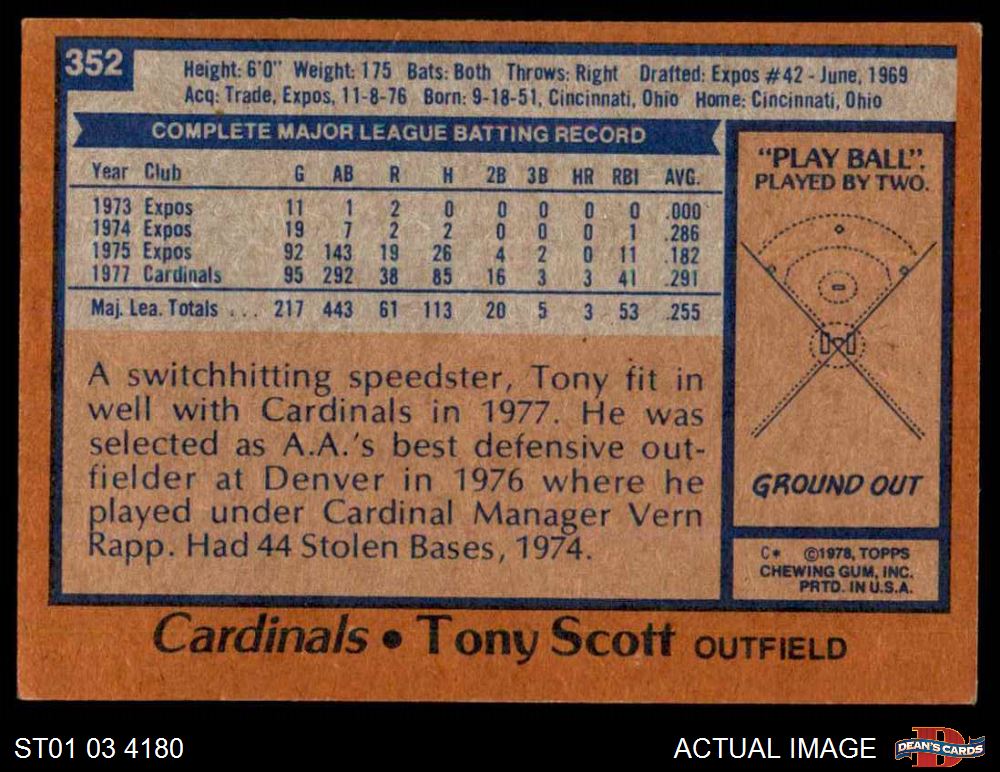 352
Height: 6'0" Weight: 175 Bats: Both Throws: Right Drafted: Expos #42 - June, 1969
Acq: Trade, Expos, 11-8-76 Born: 9-18-51, Cincinnati, Ohio Home: Cincinnati, Ohio
COMPLETE MAJOR LEAGUE BATTING RECORD
Year Club G AB R H 2B 3B HR RBI AVG.
1973 Expos 11 1 2 0 0 0 0 0 .000
1974 Expos 19 7 2 2 0 0 0 1 .286
1975 Expos 92 143 19 26 4 2 0 11 .182
1977 Cardinals 95 292 38 85 16 3 3 41 .291
Maj. Lea. Totals ... 217 443 61 113 20 5 3 53 .255
A switchhitting speedster, Tony fit in
well with Cardinals in 1977. He was
selected as A.A.'s best defensive out-
fielder at Denver in 1976 where he
played under Cardinal Manager Vern
Rapp. Had 44 Stolen Bases, 1974.
"PLAY BALL".
PLAYED BY TWO.
GROUND OUT
C* ©1978, TOPPS
CHEWING GUM, INC.
PRTD. IN U.S.A.
Cardinals • Tony Scott OUTFIELD
ST01 03 4180
ACTUAL IMAGE
D
DEAN'S CARDS